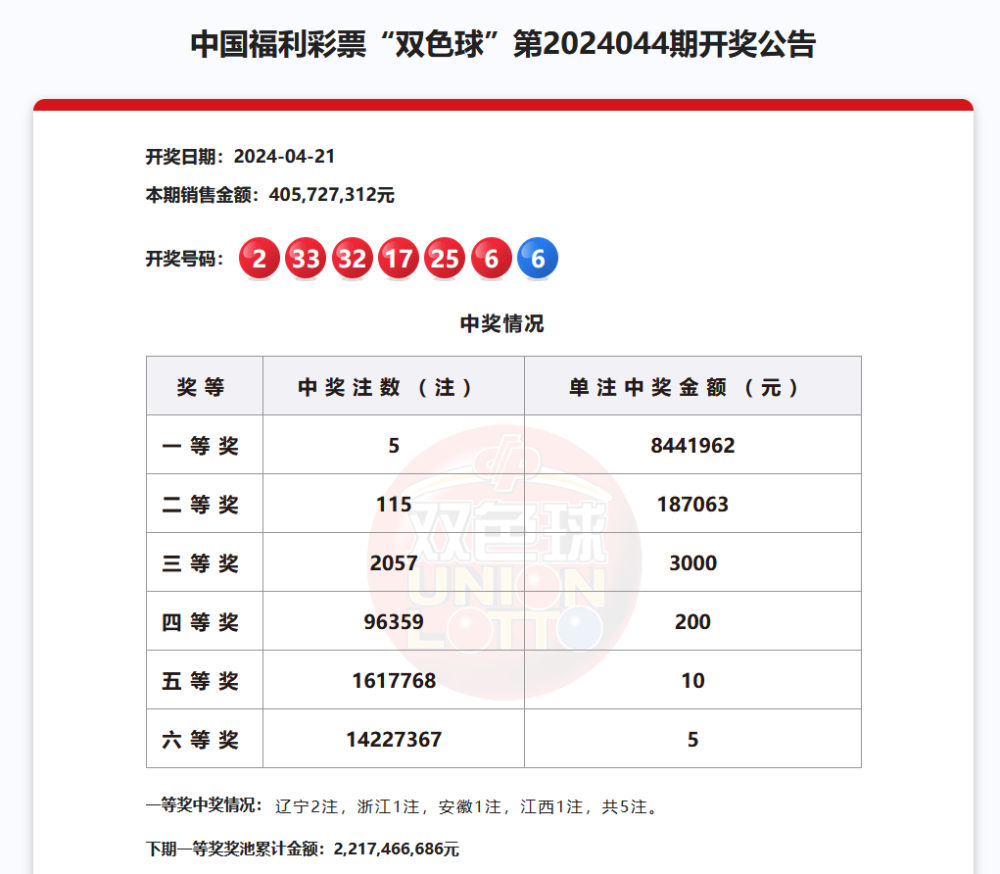 中国福利彩票“双色球”第2024044期开奖公告
开奖日期：2024-04-21
本期销售金额：405,727,312元
开奖号码： 2 33 32 17 25 6 6
中奖情况
奖等 中奖注数（注） 单注中奖金额（元）
一等奖 5 8441962
二等奖 115 187063
双色球
三等奖 2057 3000
UNION
四等奖 96359 200
LOTTO
五等奖 1617768 10
六等奖 14227367 5
一等奖中奖情况： 辽宁2注，浙江1注，安徽1注，江西1注，共5注。
下期一等奖奖池累计金额：2,217,466,686元